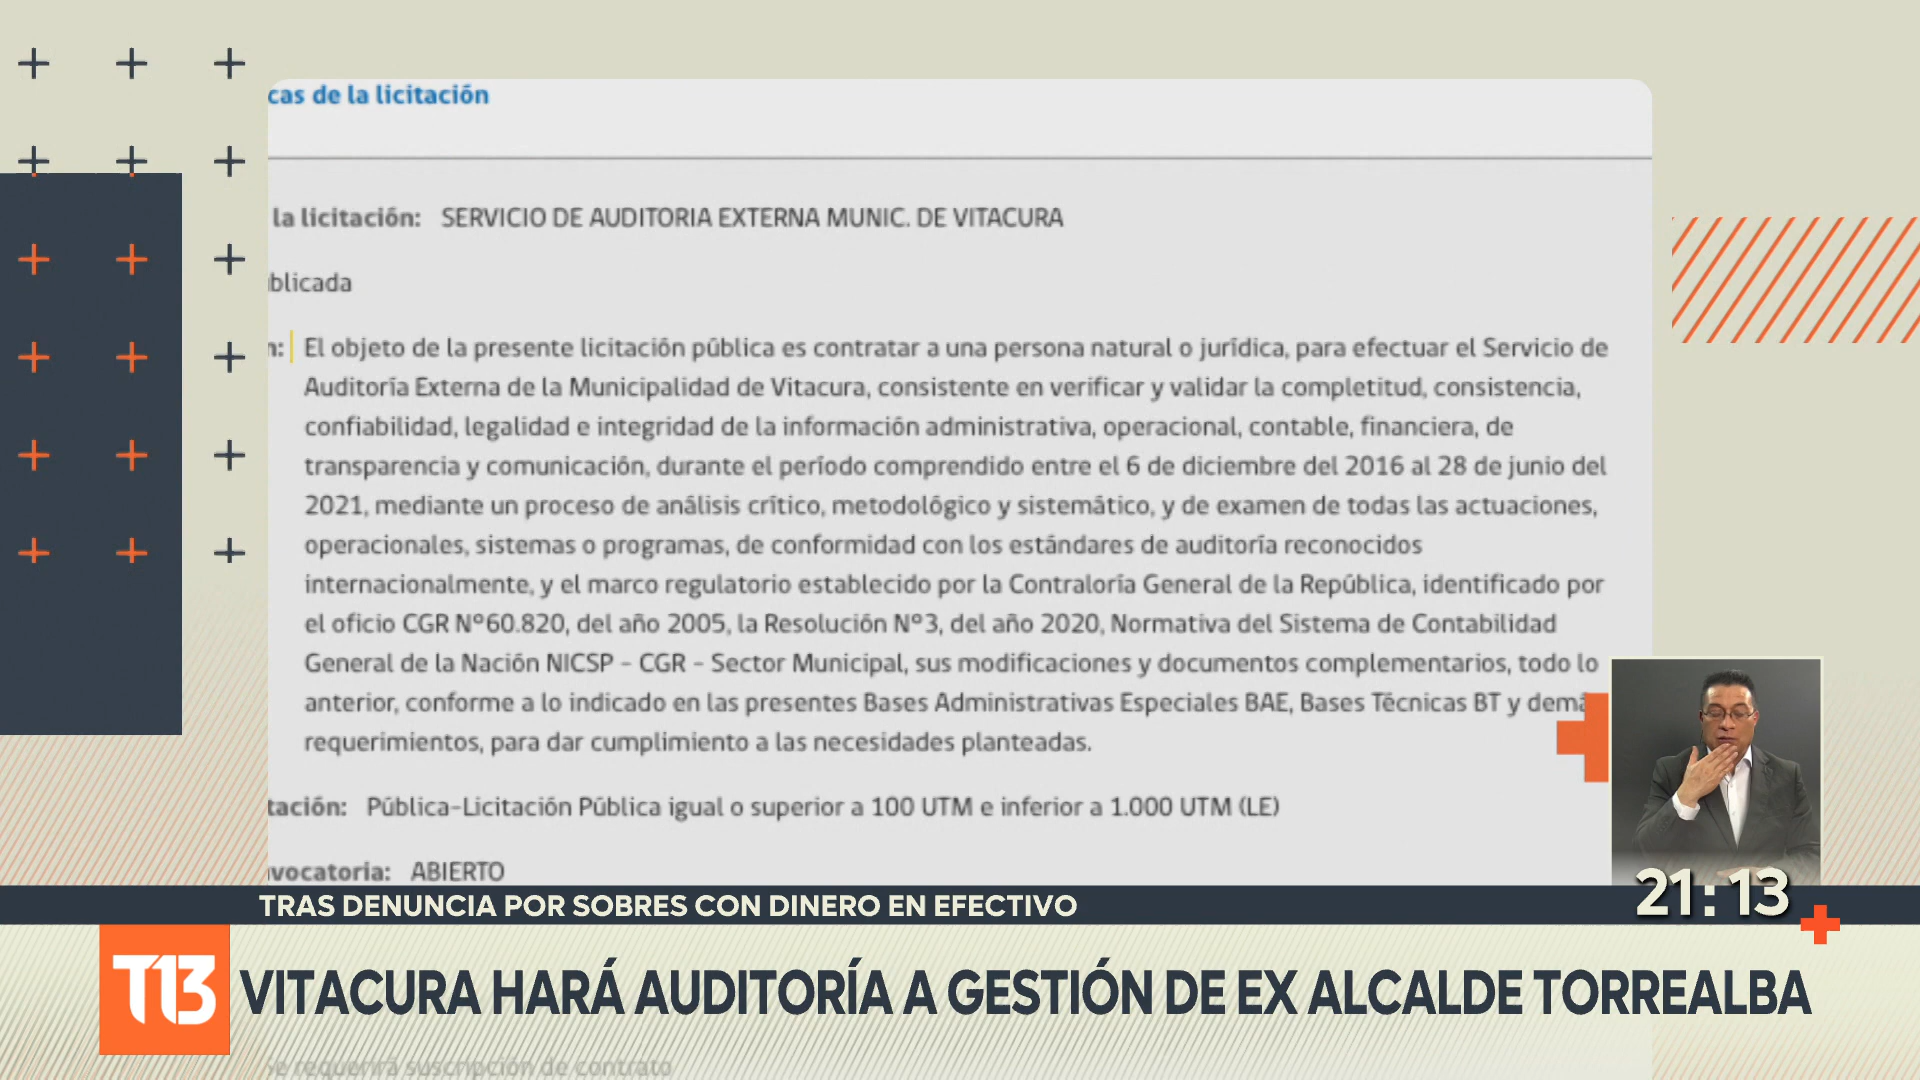 cas de la licitación
la licitación: SERVICIO DE AUDITORIA EXTERNA MUNIC. DE VITACURA
blicada
n: El objeto de la presente licitación pública es contratar a una persona natural o jurídica, para efectuar el Servicio de
Auditoría Externa de la Municipalidad de Vitacura, consistente en verificar y validar la completitud, consistencia,
confiabilidad, legalidad e integridad de la información administrativa, operacional, contable, financiera, de
transparencia y comunicación, durante el período comprendido entre el 6 de diciembre del 2016 al 28 de junio del
2021, mediante un proceso de análisis crítico, metodológico y sistemático, y de examen de todas las actuaciones,
operacionales, sistemas o programas, de conformidad con los estándares de auditoría reconocidos
internacionalmente, y el marco regulatorio establecido por la Contraloría General de la República, identificado por
el oficio CGR Nº60.820, del año 2005, la Resolución Nº3, del año 2020, Normativa del Sistema de Contabilidad
General de la Nación NICSP - CGR - Sector Municipal, sus modificaciones y documentos complementarios, todo lo
anterior, conforme a lo indicado en las presentes Bases Administrativas Especiales BAE, Bases Técnicas BT y demá
requerimientos, para dar cumplimiento a las necesidades planteadas.
tación: Pública-Licitación Pública igual o superior a 100 UTM e inferior a 1.000 UTM (LE)
vocatoria: ABIERTO
21:13
TRAS DENUNCIA POR SOBRES CON DINERO EN EFECTIVO
T13
VITACURA HARÁ AUDITORÍA A GESTIÓN DE EX ALCALDE TORREALBA
Se requerirá suscripción de contrato